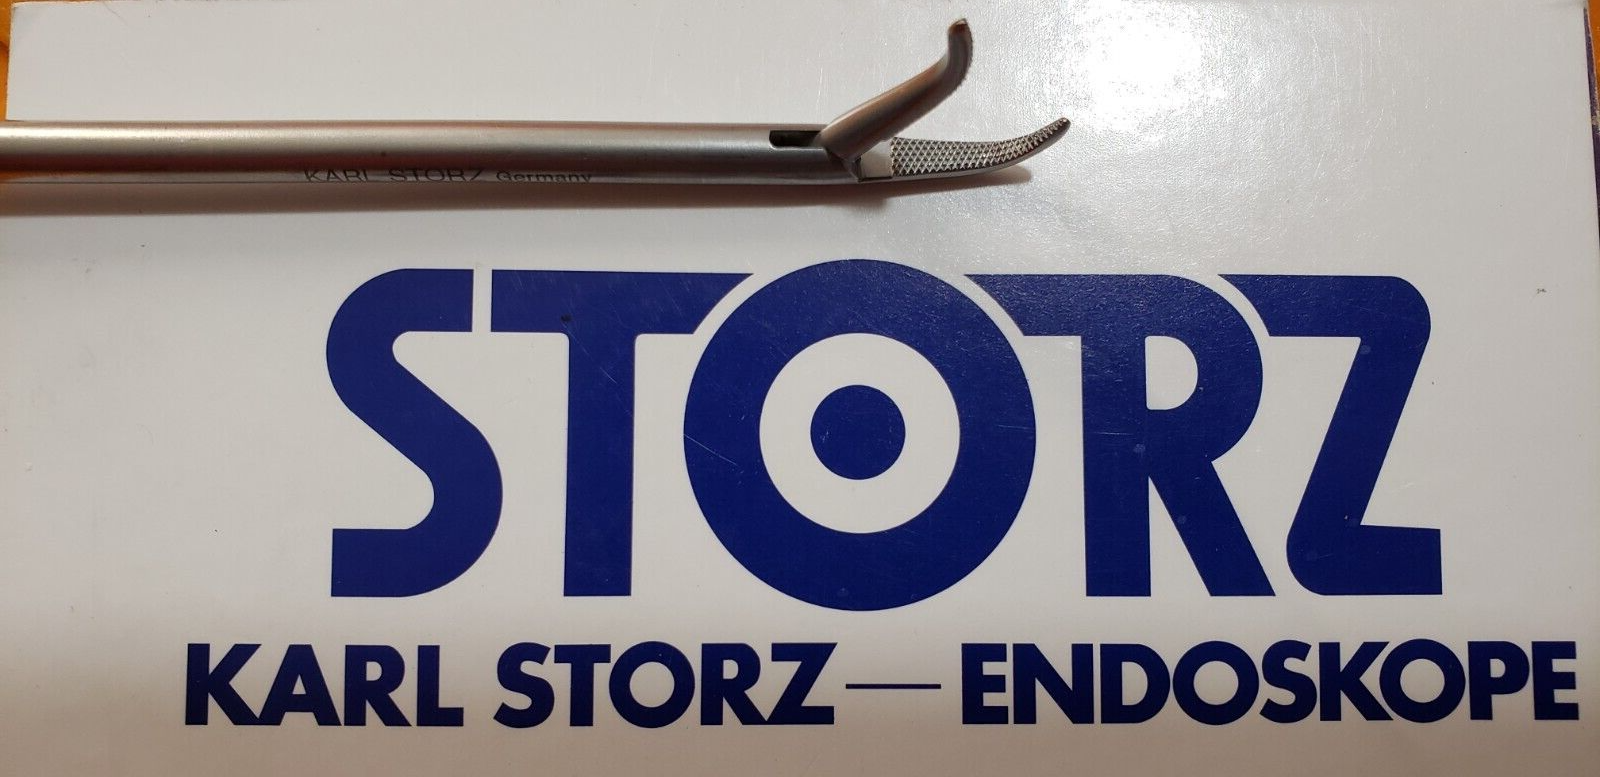 KARL STORZ Germany
STORZ
KARL STORZ — ENDOSKOPE